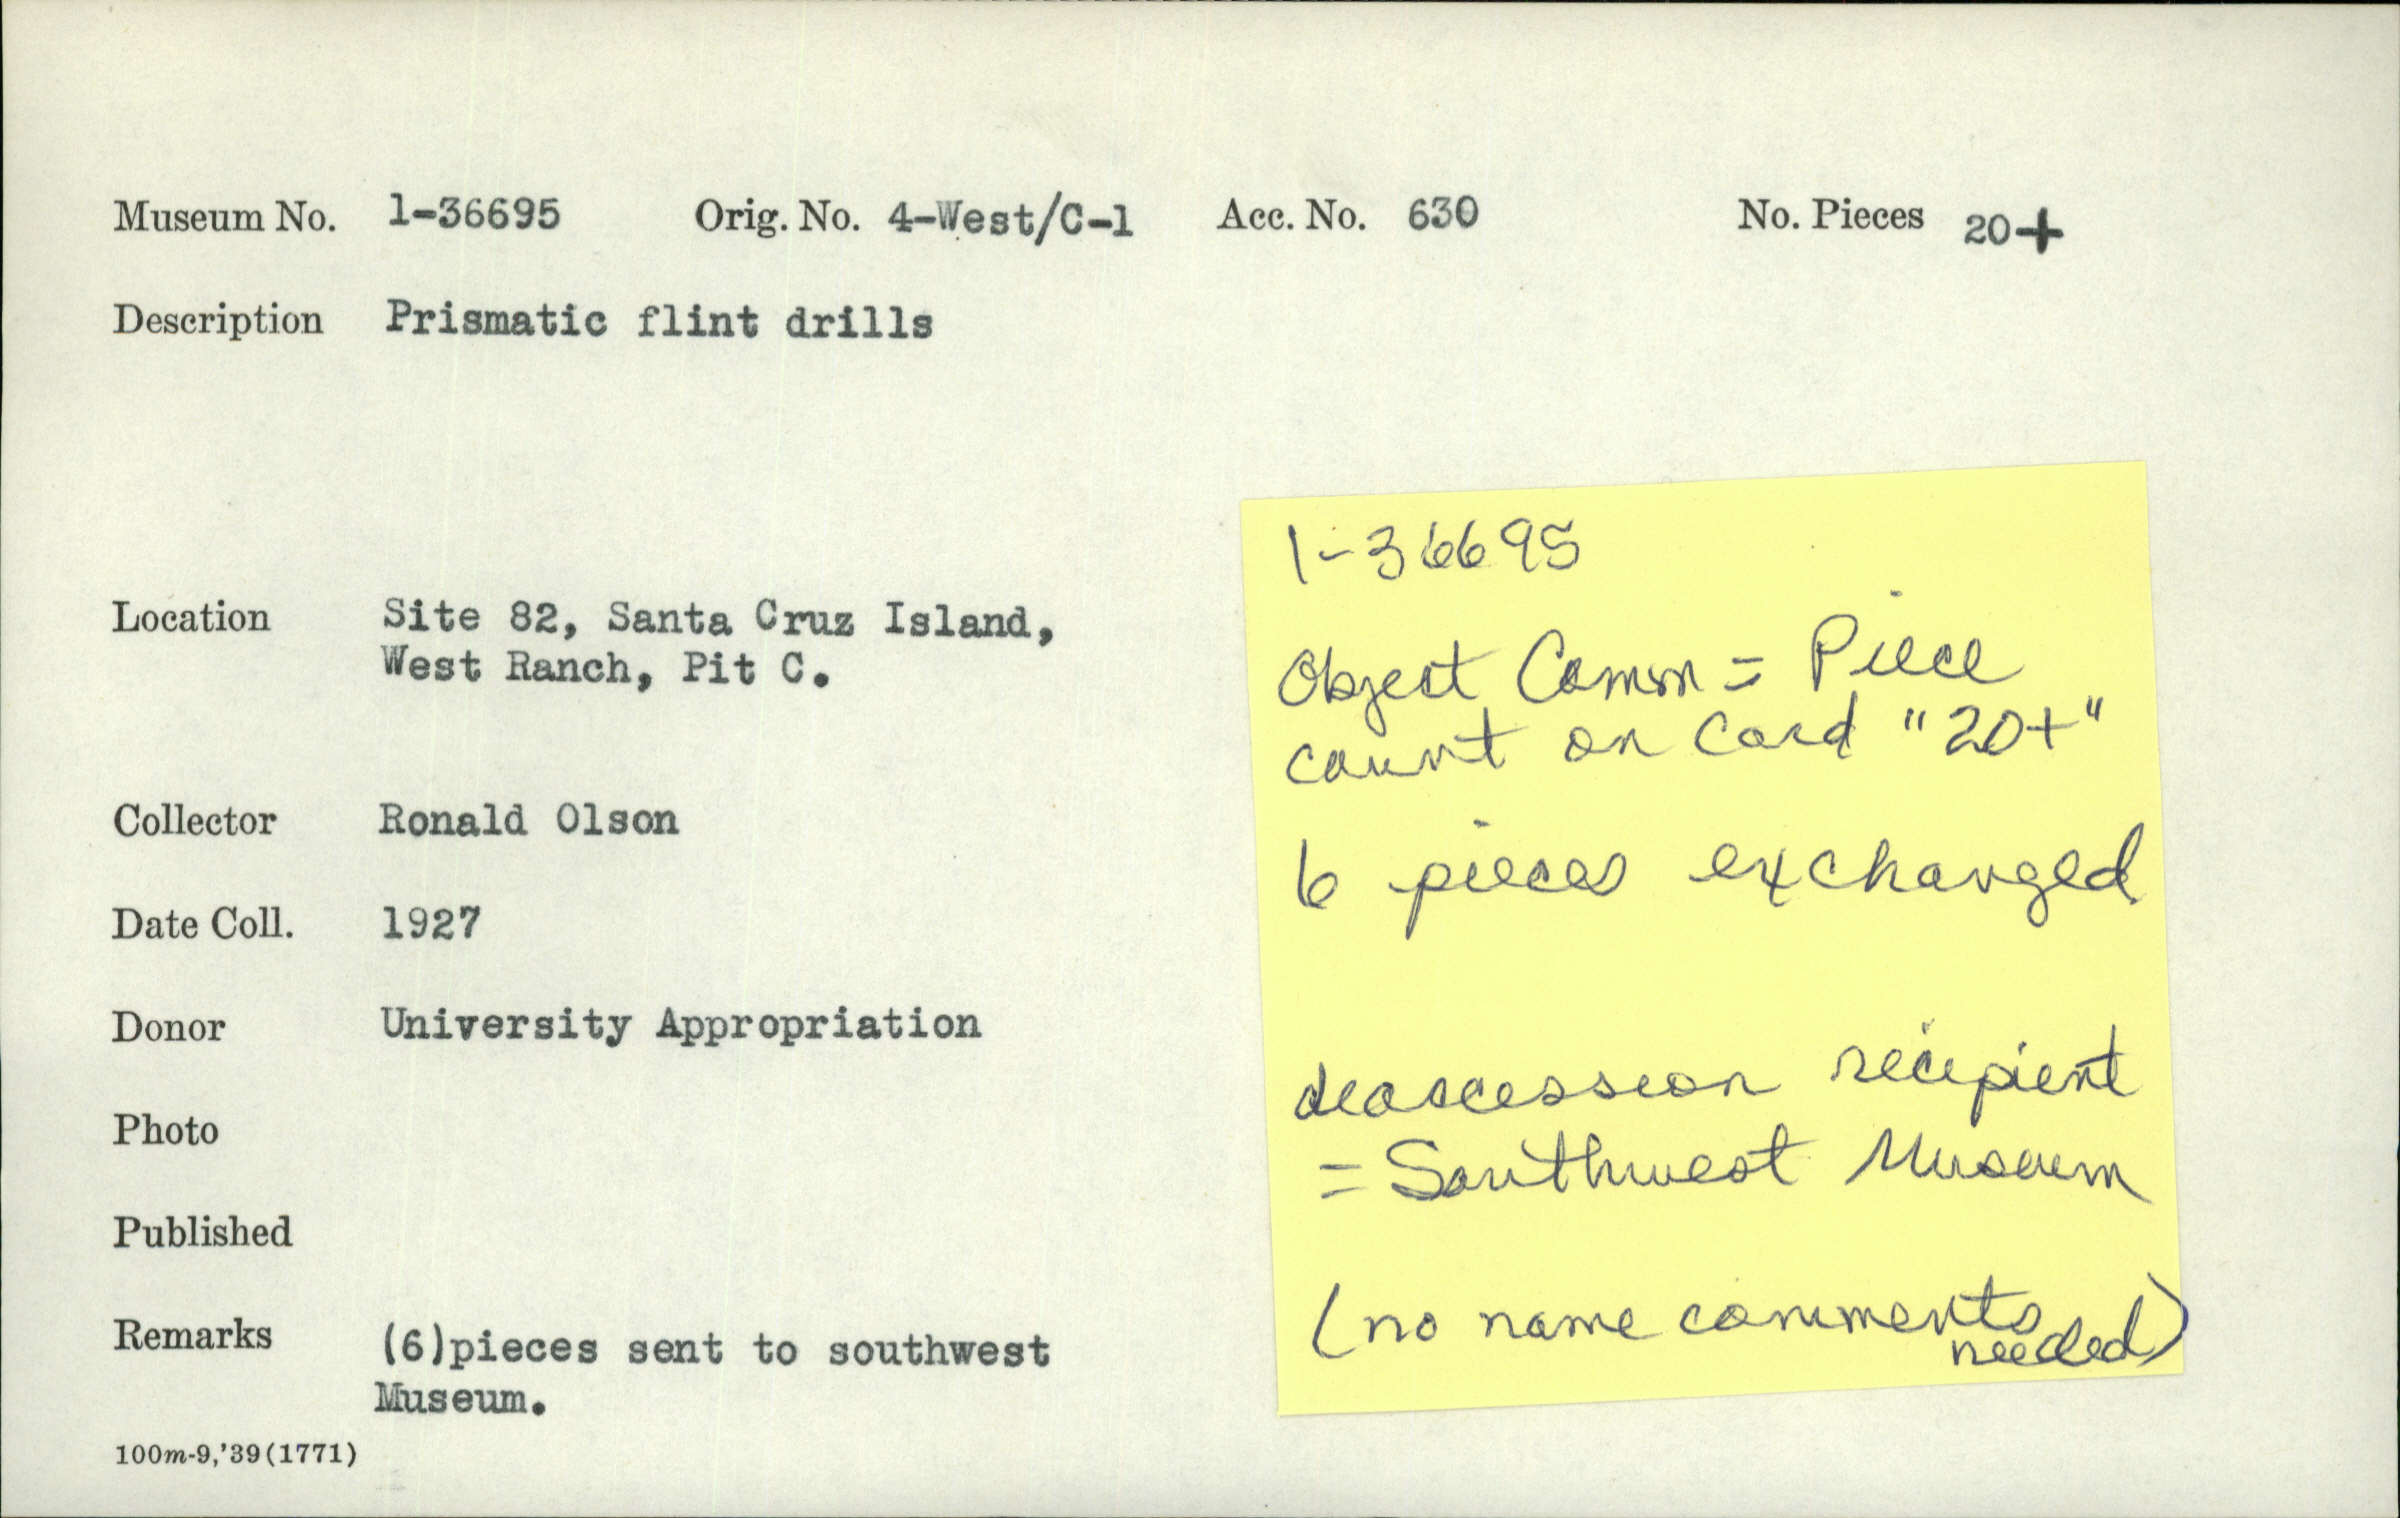 Museum No. 1-36695 Orig. No. 4-West/C-1 Acc. No. 630 No. Pieces 20+
Description Prismatic flint drills
Location Site 82, Santa Cruz Island,
West Ranch, Pit C.
Collector Ronald Olson
Date Coll. 1927
Donor University Appropriation
Photo
Published
Remarks (6)pieces sent to southwest
Museum.
100m-9,'39(1771)
1-36695
Object Comm = Piece
count on Card "20+"
6 pieces exchanged
deaccession recipient
= Southwest Museum
(no name comments
needed)